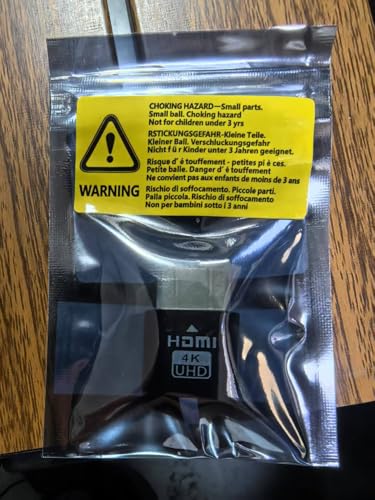 CHOKING HAZARD—Small parts.
Small ball. Choking hazard
Not for children under 3 yrs
RSTICKUNGSGEFAHR-Kleine Teile.
Kleiner Ball. Verschluckungsgefahr
Nicht f ü r Kinder unter 3 Jahren geeignet.
Risque d' é touffement - petites pi è ces.
Petite balle. Danger d' é touffement
Ne convient pas aux enfants de moins de 3 ans
WARNING
Rischio di soffocamento. Piccole parti.
Palla piccola. Rischio di soffocamento
Non per bambini sotto i 3 anni
HDMI
4K
UHD